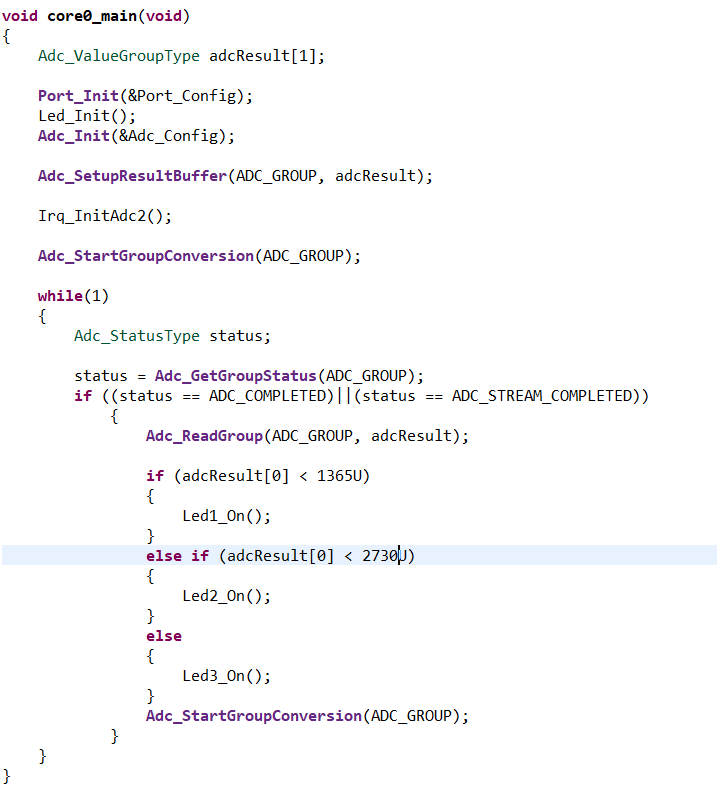 void core0_main(void)
{
    Adc_ValueGroupType adcResult[1];

    Port_Init(&Port_Config);
    Led_Init();
    Adc_Init(&Adc_Config);

    Adc_SetupResultBuffer(ADC_GROUP, adcResult);

    Irq_InitAdc2();

    Adc_StartGroupConversion(ADC_GROUP);

    while(1)
    {
        Adc_StatusType status;

        status = Adc_GetGroupStatus(ADC_GROUP);
        if ((status == ADC_COMPLETED)||(status == ADC_STREAM_COMPLETED))
            {
                Adc_ReadGroup(ADC_GROUP, adcResult);

                if (adcResult[0] < 1365U)
                {
                    Led1_On();
                }
                else if (adcResult[0] < 2730U)
                {
                    Led2_On();
                }
                else
                {
                    Led3_On();
                }
                Adc_StartGroupConversion(ADC_GROUP);
            }
    }
}